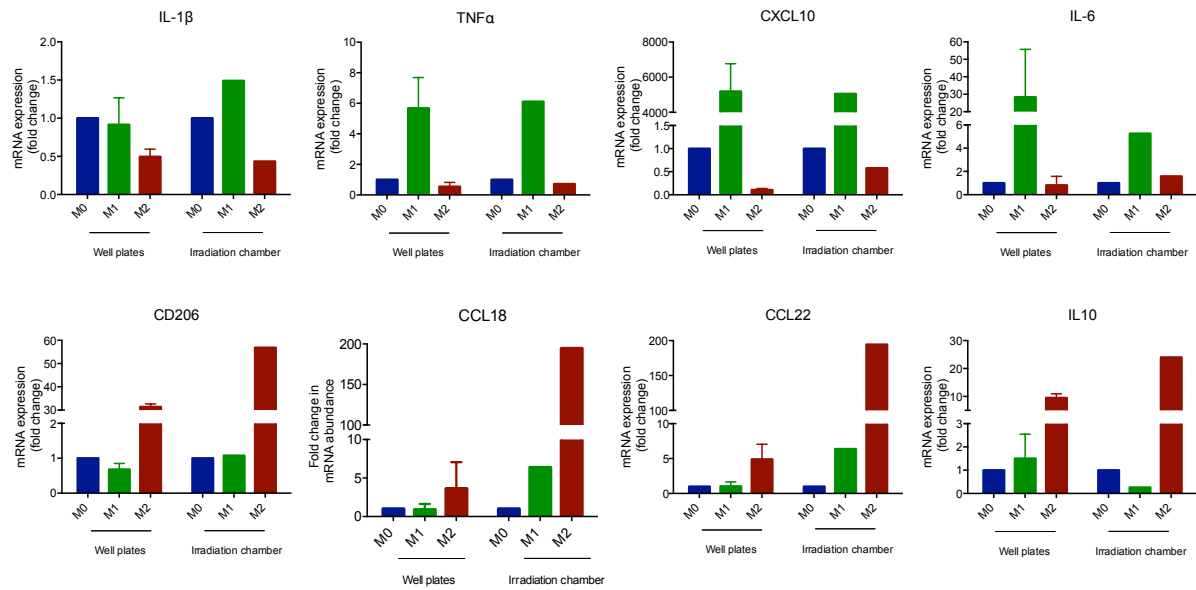 IL-1β
mRNA expression
(fold change)
2.0
1.5
1.0
0.5
0.0
M0
M1
M2
M0
M1
M2
Well plates
Irradiation chamber
TNFα
mRNA expression
(fold change)
10
8
6
4
2
0
M0
M1
M2
M0
M1
M2
Well plates
Irradiation chamber
CXCL10
mRNA expression
(fold change)
8000
6000
4000
1.5
1.0
0.5
0.0
M0
M1
M2
M0
M1
M2
Well plates
Irradiation chamber
IL-6
mRNA expression
(fold change)
60
50
40
30
20
6
4
2
0
M0
M1
M2
M0
M1
M2
Well plates
Irradiation chamber
CD206
mRNA expression
(fold change)
60
50
40
30
2
1
0
M0
M1
M2
M0
M1
M2
Well plates
Irradiation chamber
CCL18
Fold change in
mRNA abundance
200
150
100
10
5
0
M0
M1
M2
M0
M1
M2
Well plates
Irradiation chamber
CCL22
mRNA expression
(fold change)
200
150
100
10
5
0
M0
M1
M2
M0
M1
M2
Well plates
Irradiation chamber
IL10
mRNA expression
(fold change)
30
20
10
3
2
1
0
M0
M1
M2
M0
M1
M2
Well plates
Irradiation chamber